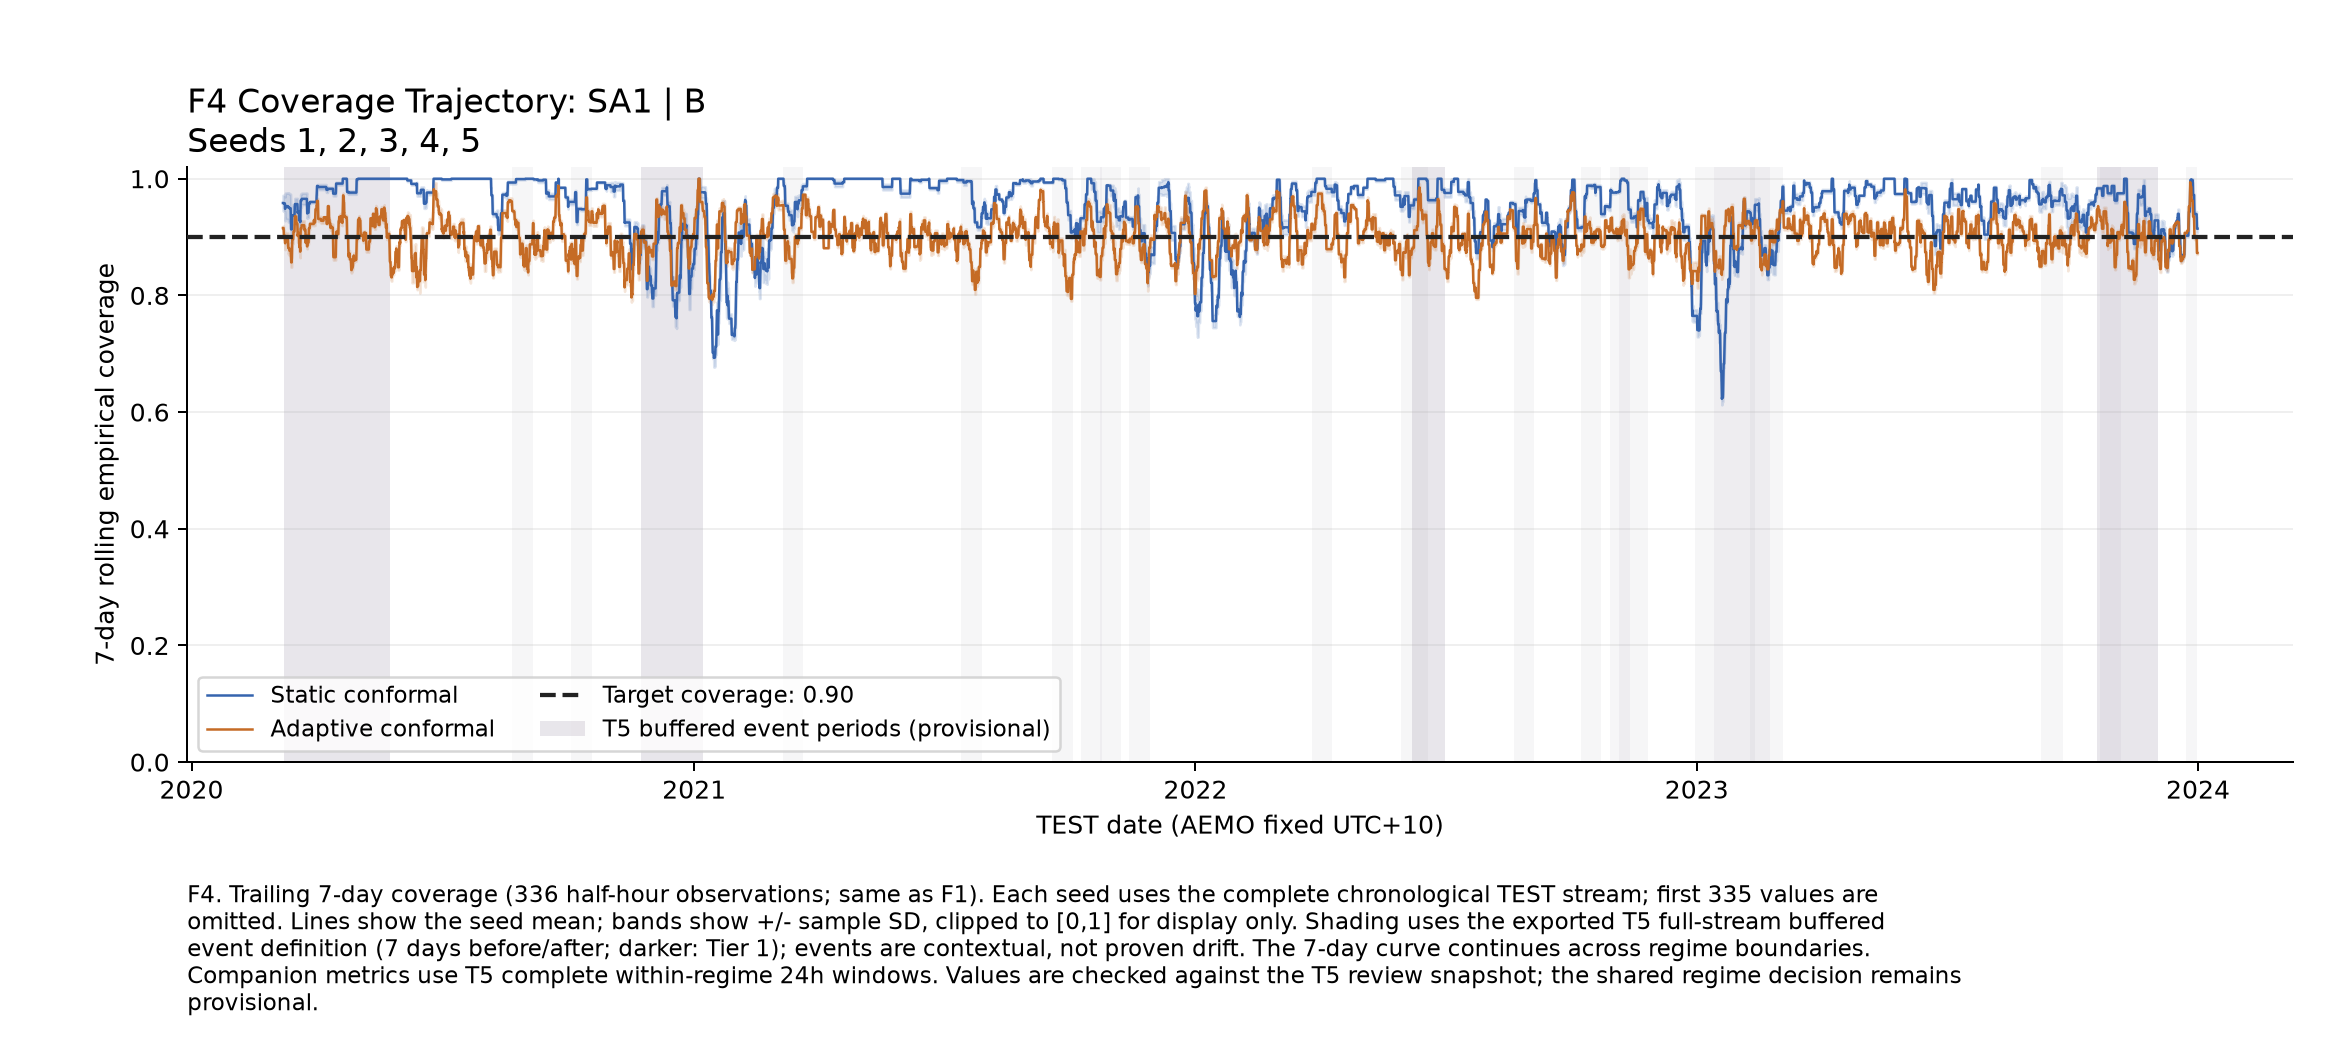 F4 Coverage Trajectory: SA1 | B
Seeds 1, 2, 3, 4, 5
7-day rolling empirical coverage
1.0
0.8
0.6
0.4
0.2
0.0
Static conformal
Adaptive conformal
Target coverage: 0.90
T5 buffered event periods (provisional)
2020
2021
2022
2023
2024
TEST date (AEMO fixed UTC+10)
F4. Trailing 7-day coverage (336 half-hour observations; same as F1). Each seed uses the complete chronological TEST stream; first 335 values are
omitted. Lines show the seed mean; bands show +/- sample SD, clipped to [0,1] for display only. Shading uses the exported T5 full-stream buffered
event definition (7 days before/after; darker: Tier 1); events are contextual, not proven drift. The 7-day curve continues across regime boundaries.
Companion metrics use T5 complete within-regime 24h windows. Values are checked against the T5 review snapshot; the shared regime decision remains
provisional.